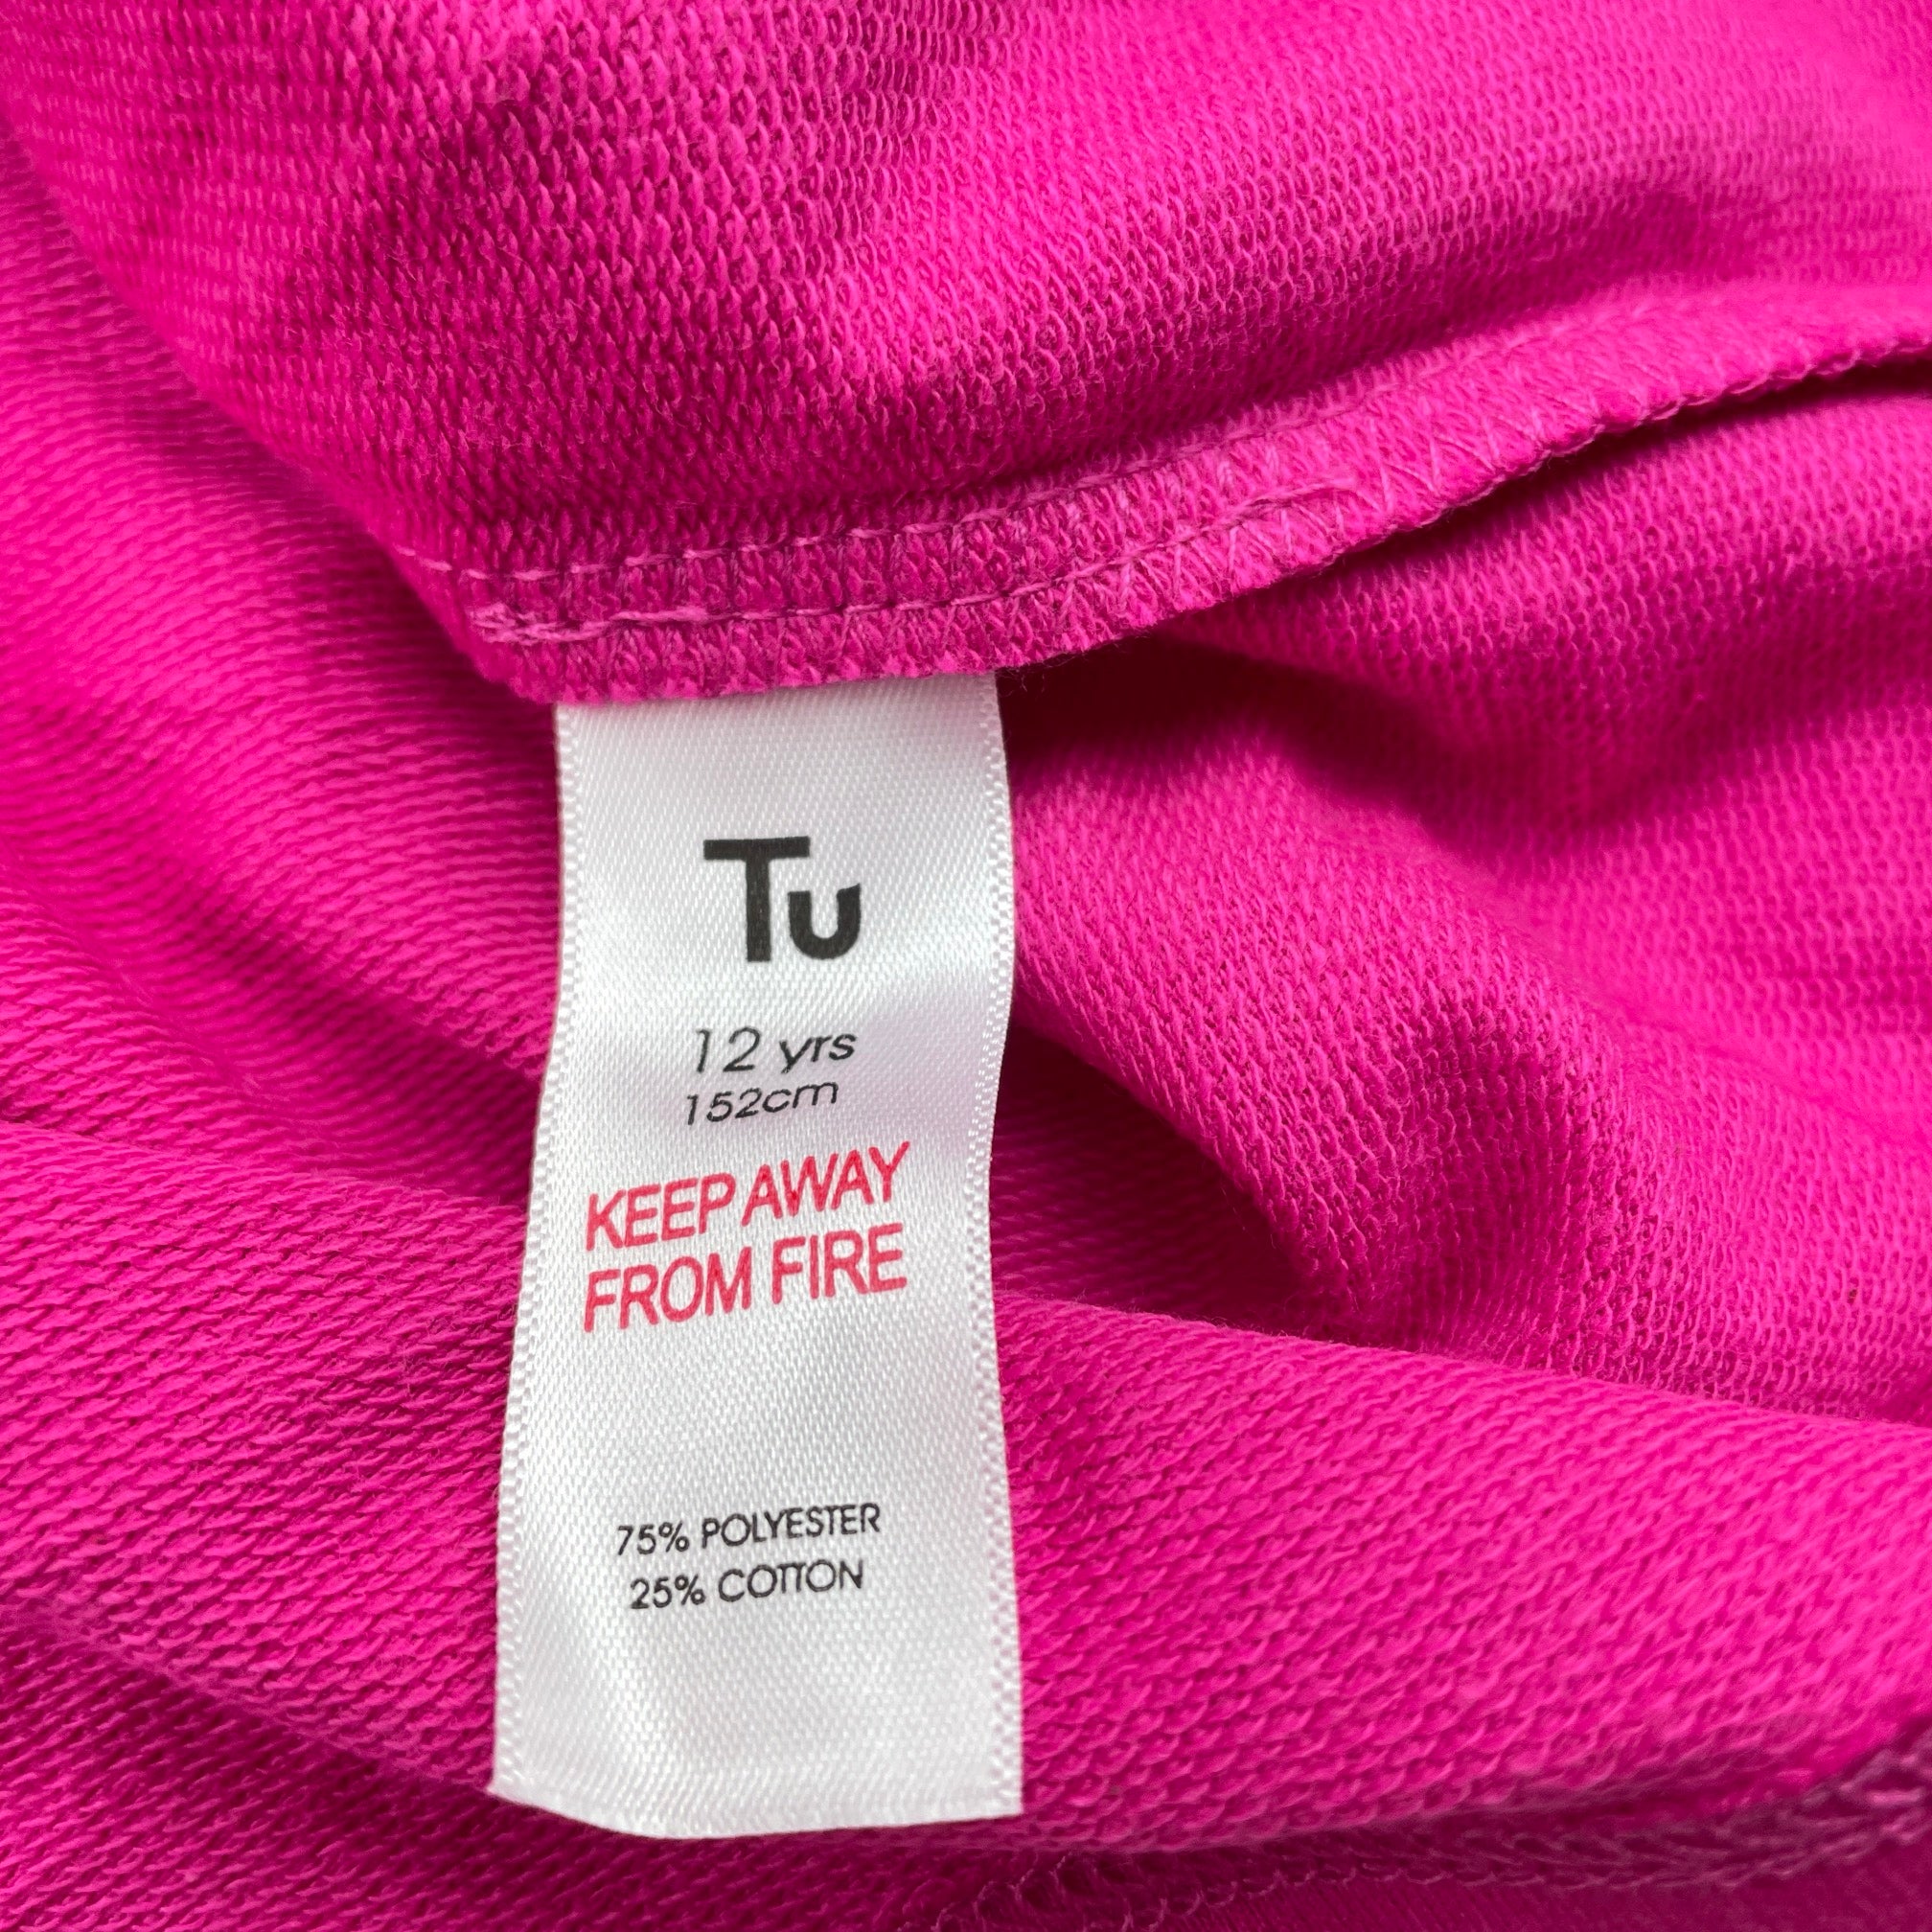 Tu
12 yrs
152cm
KEEP AWAY
FROM FIRE
75% POLYESTER
25% COTTON